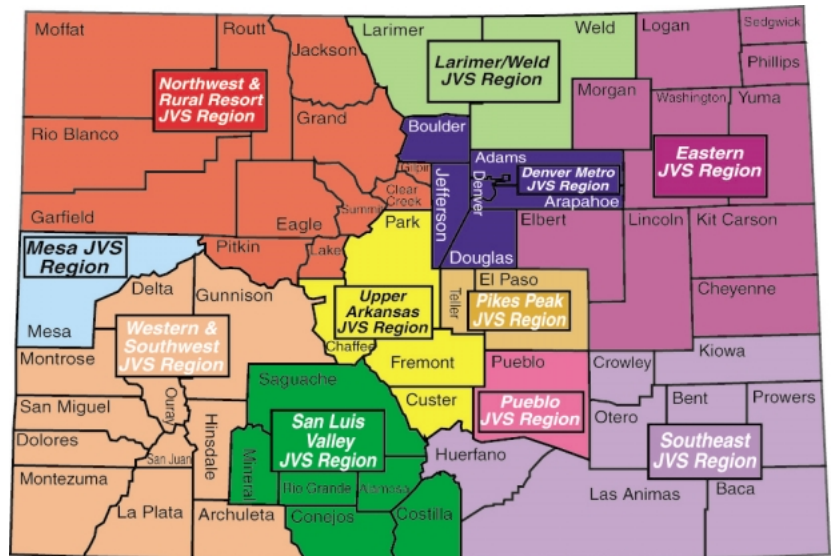 Moffat
Routt
Jackson
Larimer
Weld
Logan
Sedgwick
Phillips
Northwest &
Rural Resort
JVS Region
Larimer/Weld
JVS Region
Morgan
Washington
Yuma
Rio Blanco
Grand
Boulder
Eastern
JVS Region
Adams
Denver Metro
JVS Region
Arapahoe
Gilpin
Clear
Creek
Jefferson
Denver
Garfield
Eagle
Summit
Park
Douglas
Elbert
Lincoln
Kit Carson
Mesa JVS
Region
Pitkin
Lake
Delta
Gunnison
Upper
Arkansas
JVS Region
Teller
El Paso
Pikes Peak
JVS Region
Cheyenne
Mesa
Western &
Southwest
JVS Region
Chaffee
Fremont
Pueblo
Crowley
Kiowa
Montrose
Saguache
San Miguel
Ouray
Hinsdale
Custer
Pueblo
JVS Region
Otero
Bent
Prowers
Dolores
San Juan
San Luis
Valley
JVS Region
Mineral
Huerfano
Southeast
JVS Region
Montezuma
Rio Grande
Alamosa
Las Animas
Baca
La Plata
Archuleta
Conejos
Costilla